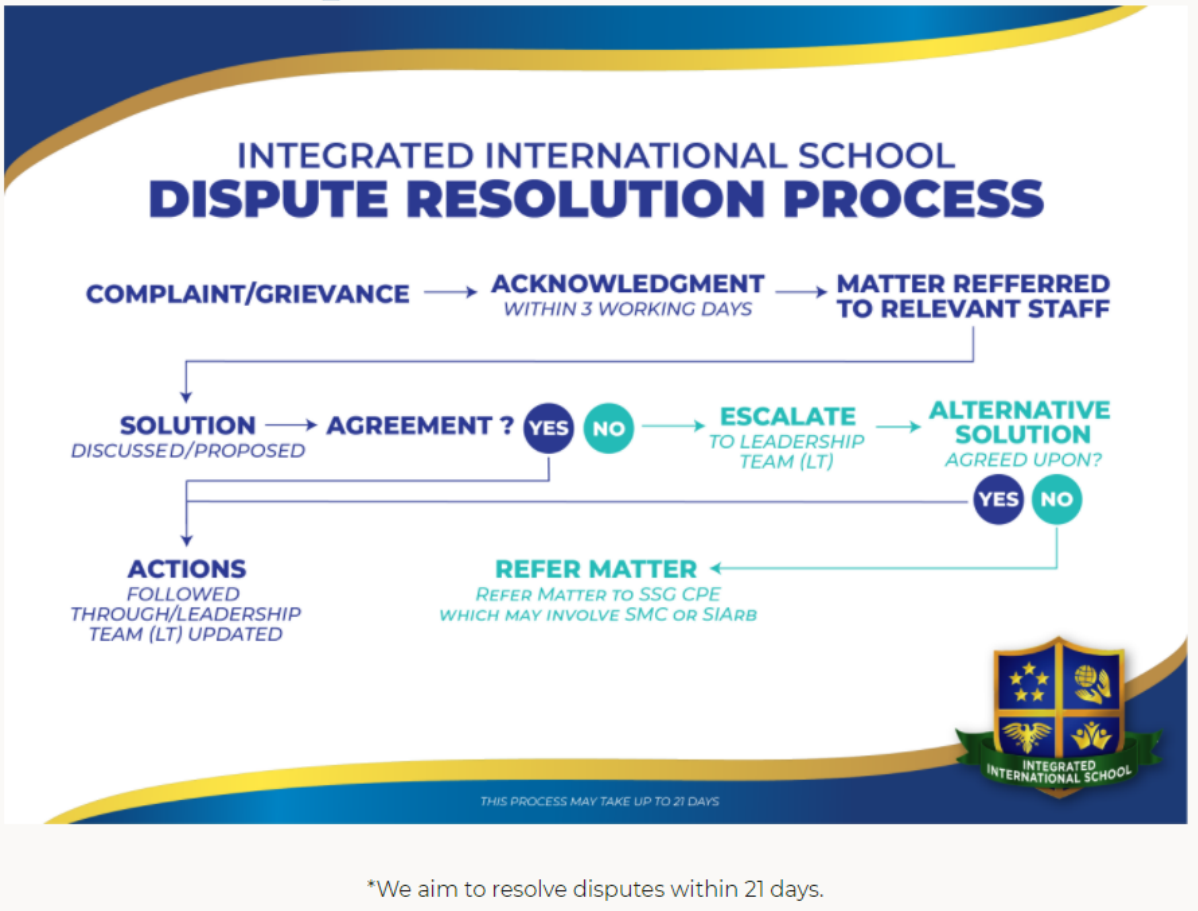 INTEGRATED INTERNATIONAL SCHOOL
DISPUTE RESOLUTION PROCESS
COMPLAINT/GRIEVANCE
ACKNOWLEDGMENT
WITHIN 3 WORKING DAYS
MATTER REFFERRED
TO RELEVANT STAFF
SOLUTION
DISCUSSED/PROPOSED
AGREEMENT ?
YES
NO
ESCALATE
TO LEADERSHIP
TEAM (LT)
ALTERNATIVE
SOLUTION
AGREED UPON?
YES
NO
ACTIONS
FOLLOWED
THROUGH/LEADERSHIP
TEAM (LT) UPDATED
REFER MATTER
REFER MATTER TO SSG CPE
WHICH MAY INVOLVE SMC OR SIARB
INTEGRATED
INTERNATIONAL SCHOOL
THIS PROCESS MAY TAKE UP TO 21 DAYS
*We aim to resolve disputes within 21 days.